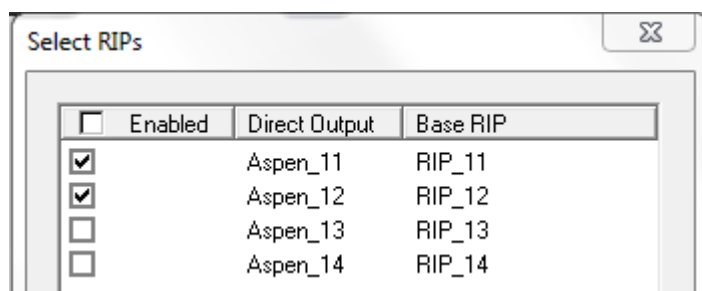 Select RIPs
Enabled Direct Output Base RIP
Aspen_11 RIP_11
Aspen_12 RIP_12
Aspen_13 RIP_13
Aspen_14 RIP_14